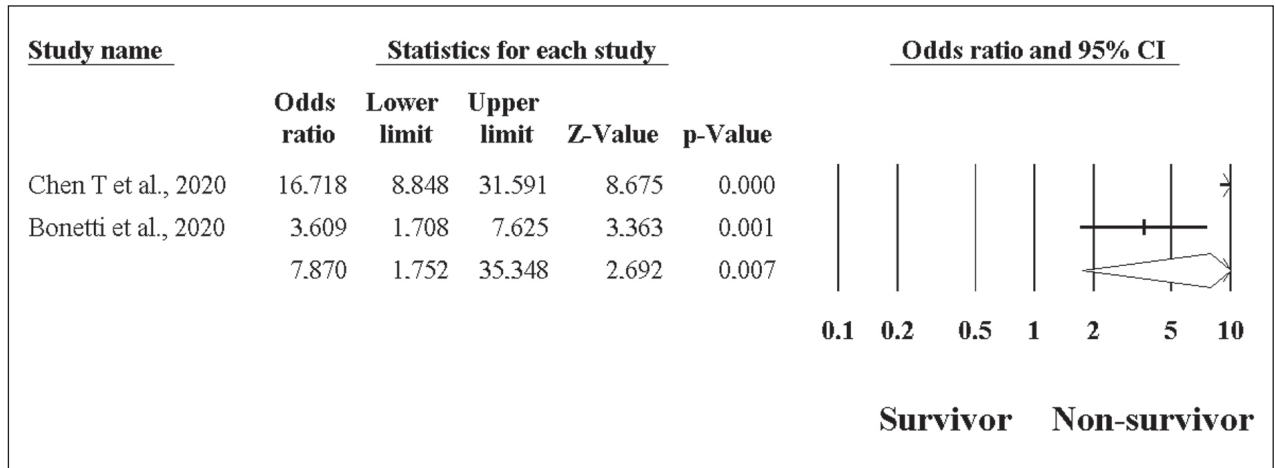 Study name Statistics for each study Odds ratio and 95% CI
Odds Lower Upper
ratio limit limit Z-Value p-Value
Chen T et al., 2020 16.718 8.848 31.591 8.675 0.000
Bonetti et al., 2020 3.609 1.708 7.625 3.363 0.001
7.870 1.752 35.348 2.692 0.007
0.1 0.2 0.5 1 2 5 10
Survivor Non-survivor